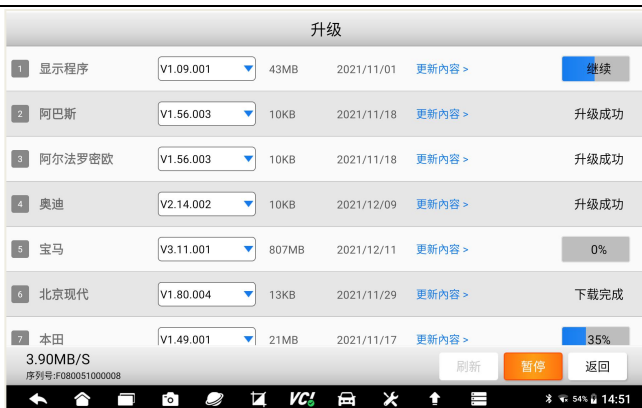 升级
1 显示程序 V1.09.001 43MB 2021/11/01 更新内容 > 继续
2 阿巴斯 V1.56.003 10KB 2021/11/18 更新内容 > 升级成功
3 阿尔法罗密欧 V1.56.003 10KB 2021/11/18 更新内容 > 升级成功
4 奥迪 V2.14.002 10KB 2021/12/09 更新内容 > 升级成功
5 宝马 V3.11.001 807MB 2021/12/11 更新内容 > 0%
6 北京现代 V1.80.004 13KB 2021/11/29 更新内容 > 下载完成
7 本田 V1.49.001 21MB 2021/11/17 更新内容 > 35%
3.90MB/S
序列号:F080051000008
刷新 暂停 返回
VC! 54% 14:51